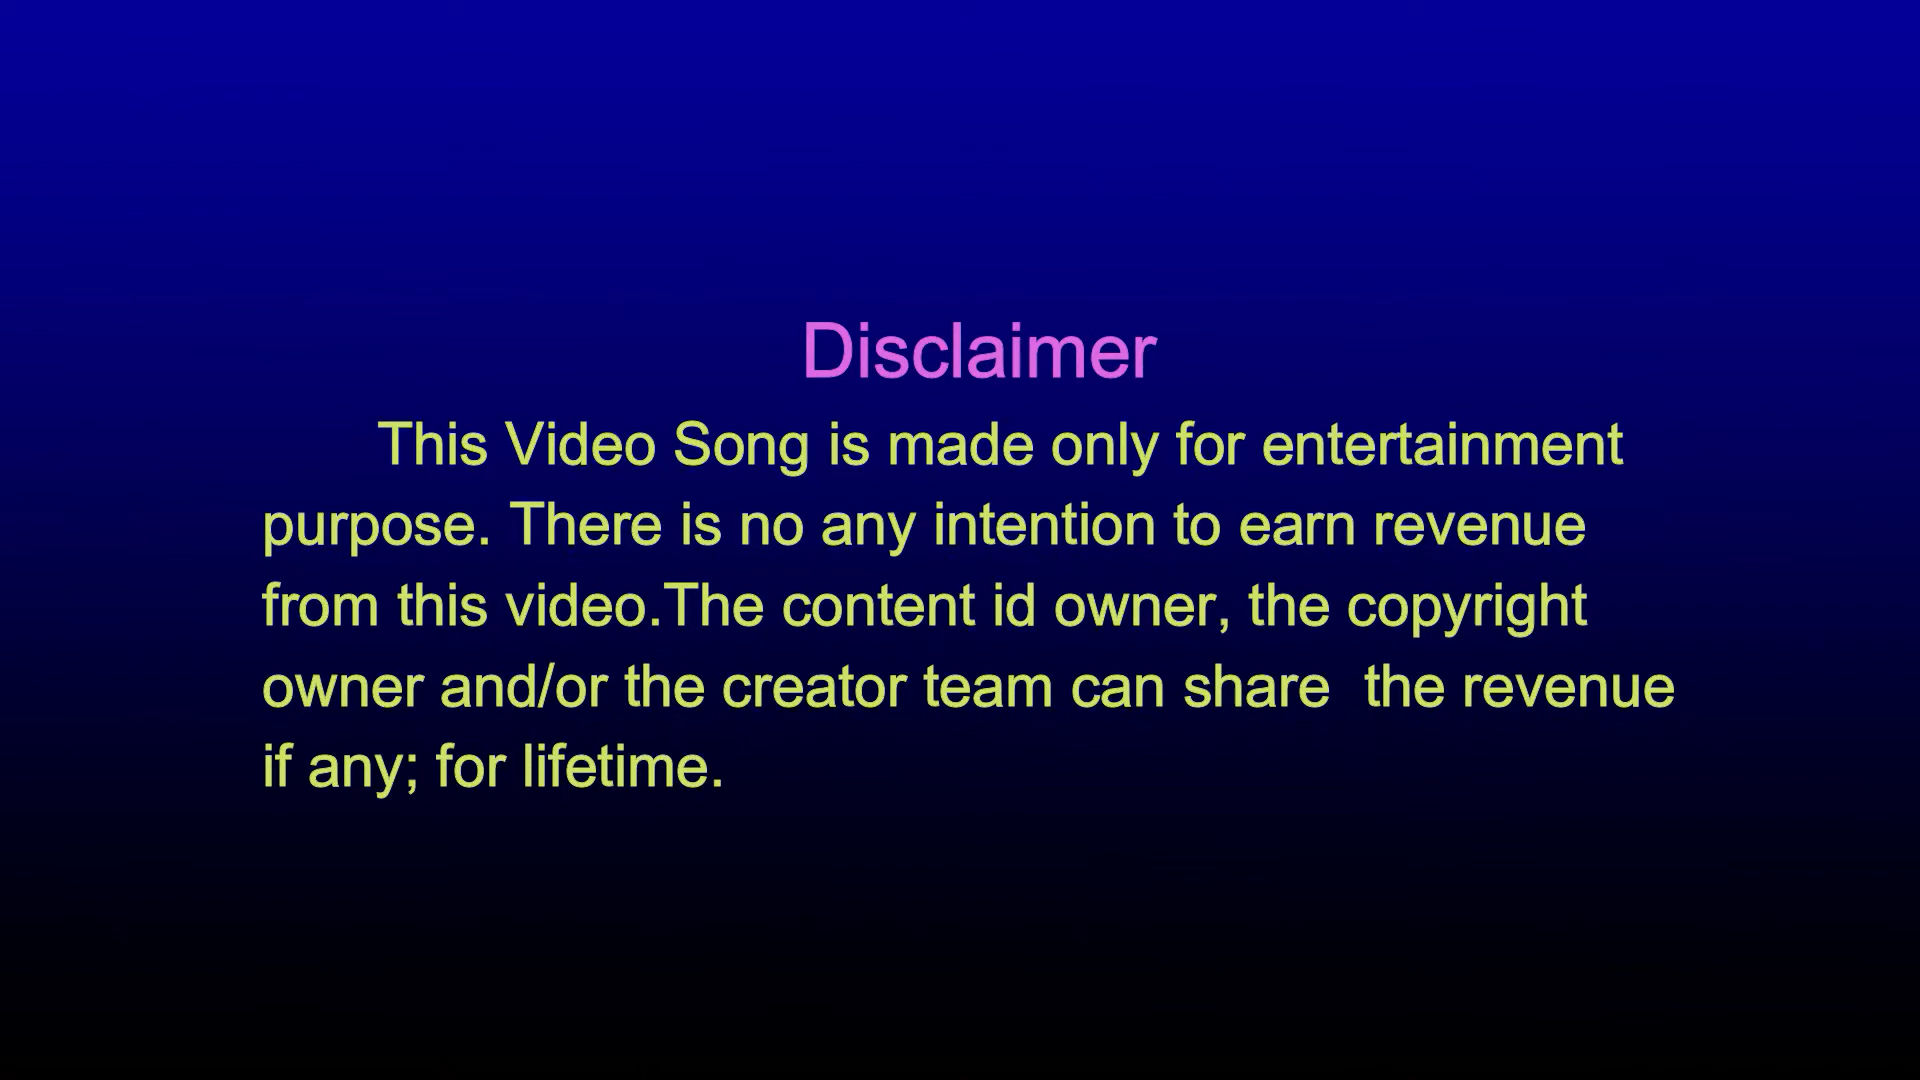 Disclaimer
This Video Song is made only for entertainment
purpose. There is no any intention to earn revenue
from this video.The content id owner, the copyright
owner and/or the creator team can share  the revenue
if any; for lifetime.